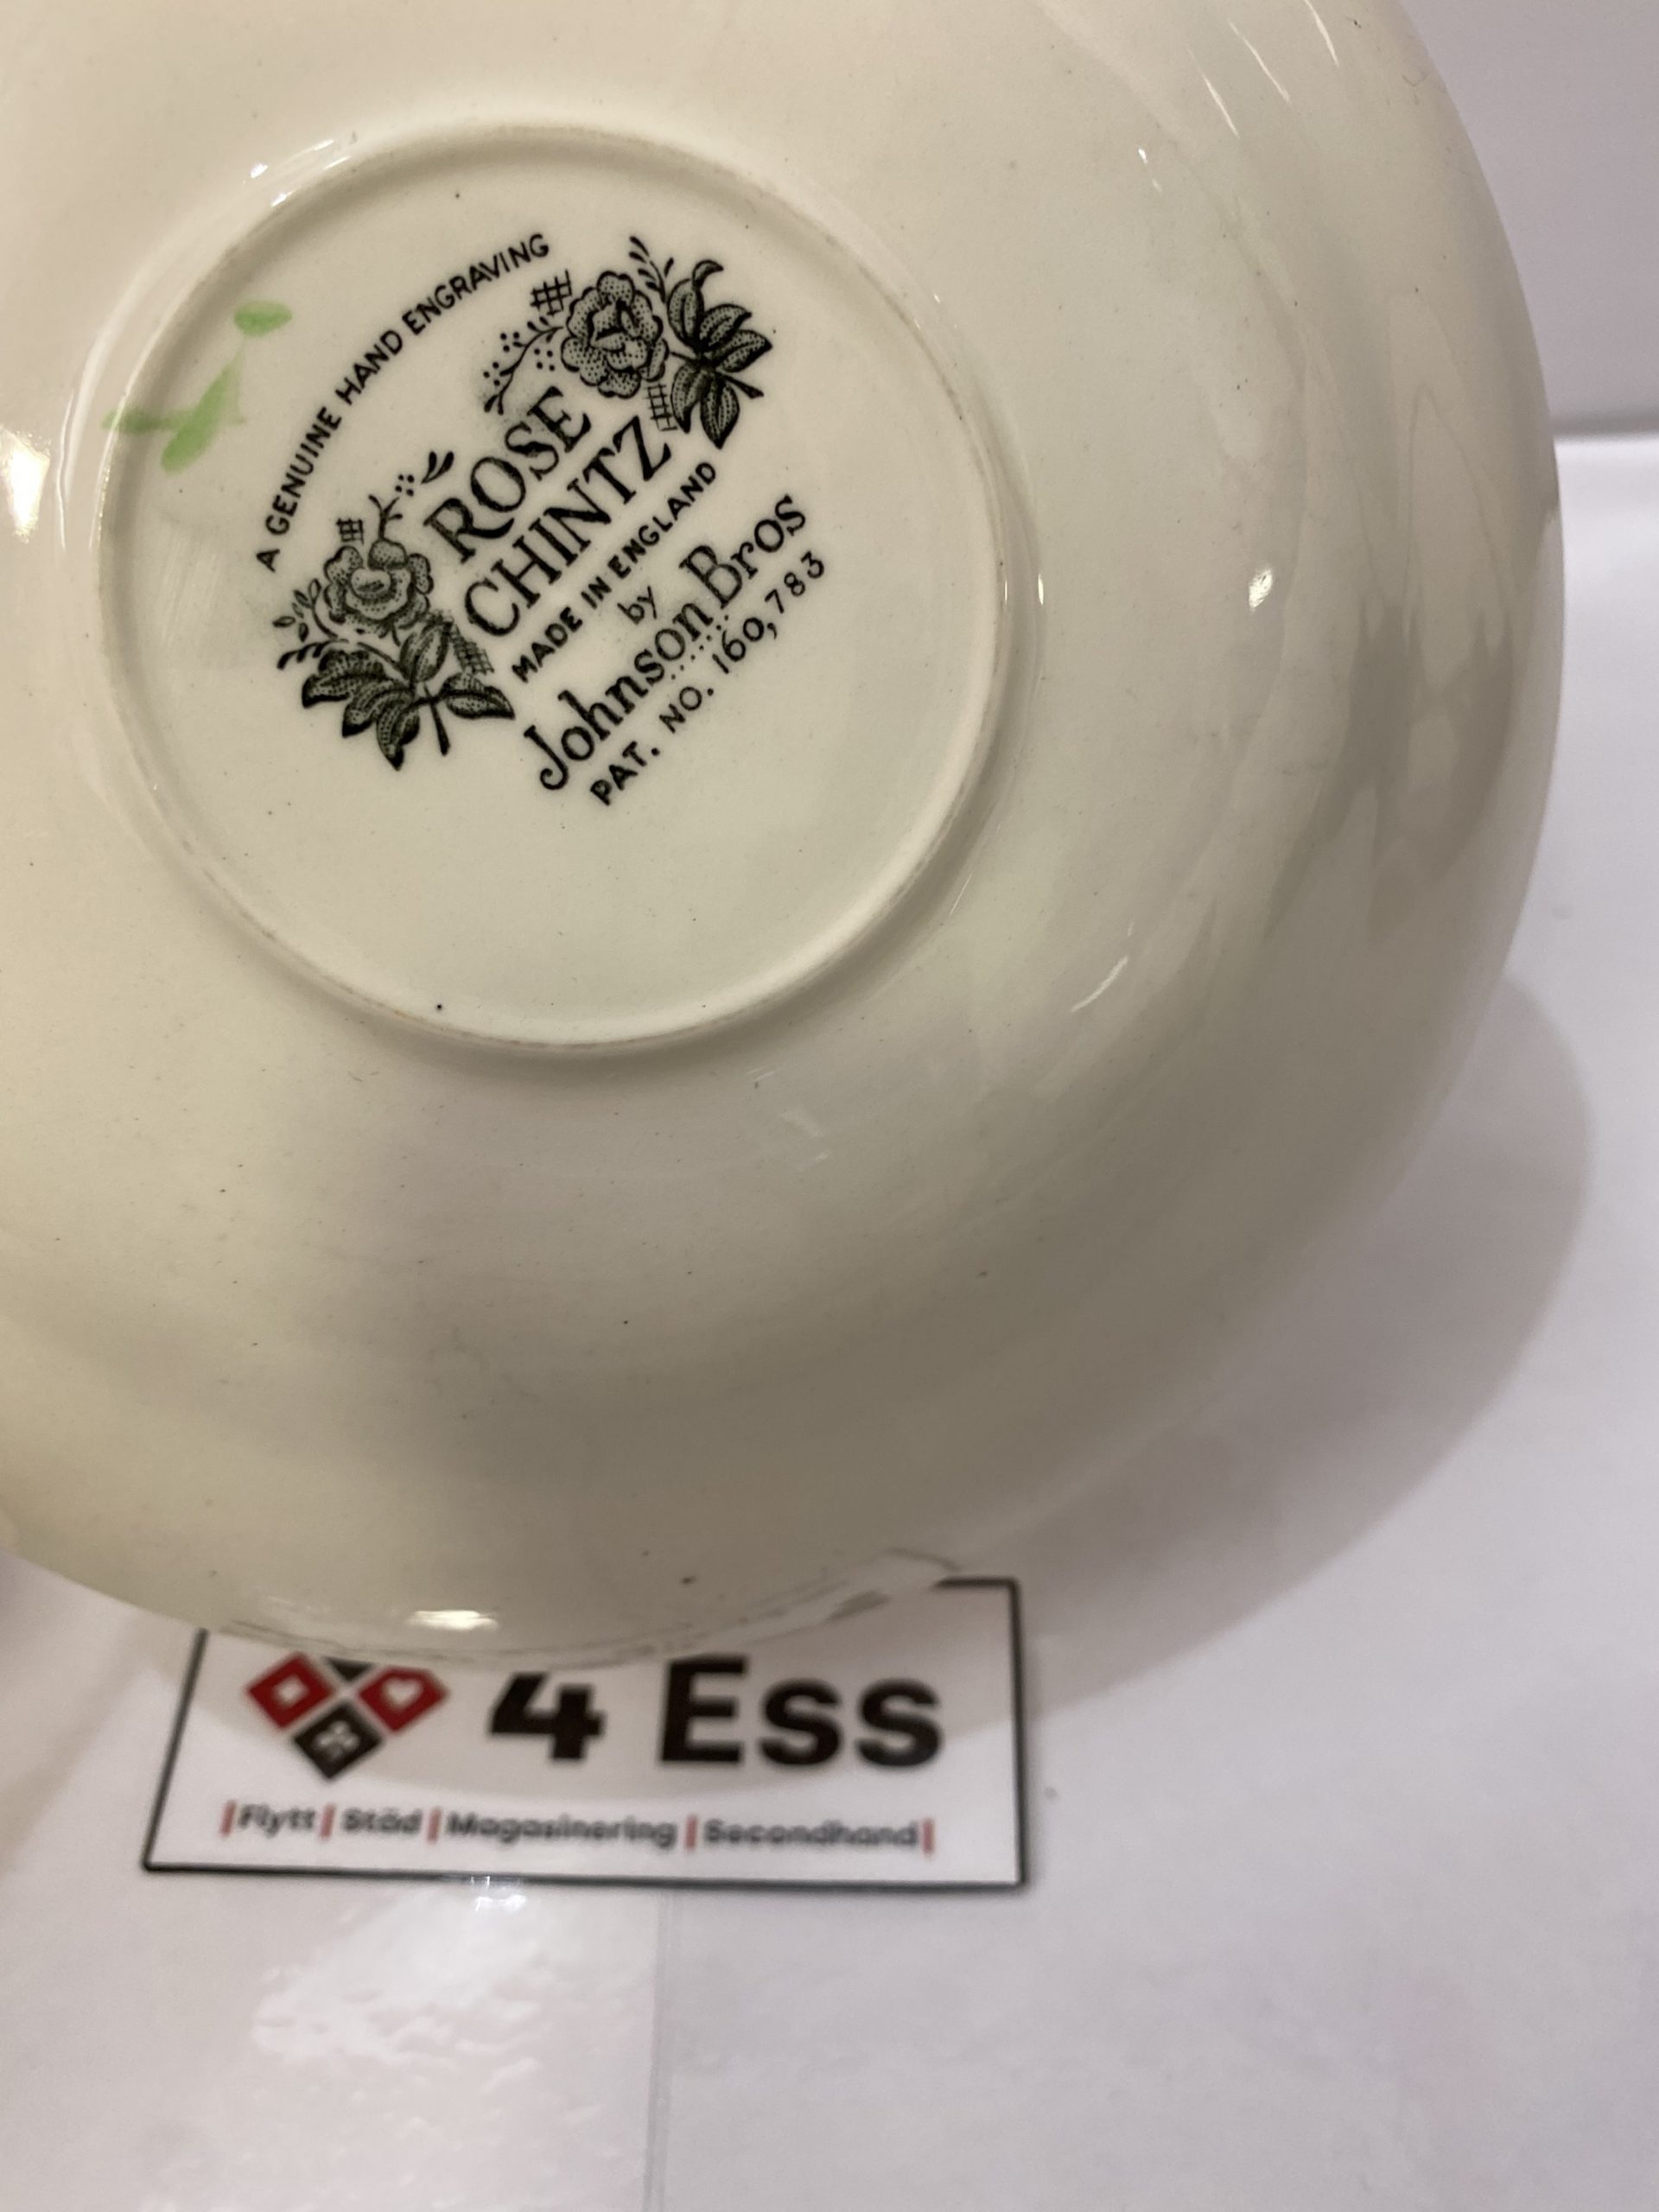 A GENUINE HAND ENGRAVING
ROSE
CHINTZ
MADE IN ENGLAND
by
Johnson Bros
PAT. NO. 160,783
4 Ess
|Flytt| Städ |Magasinering |Secondhand|